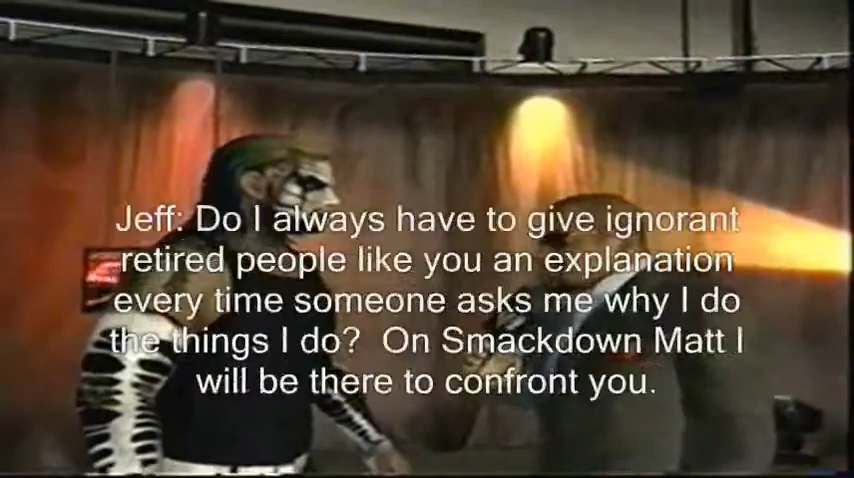 Jeff: Do I always have to give ignorant
retired people like you an explanation
every time someone asks me why I do
the things I do?  On Smackdown Matt I
will be there to confront you.